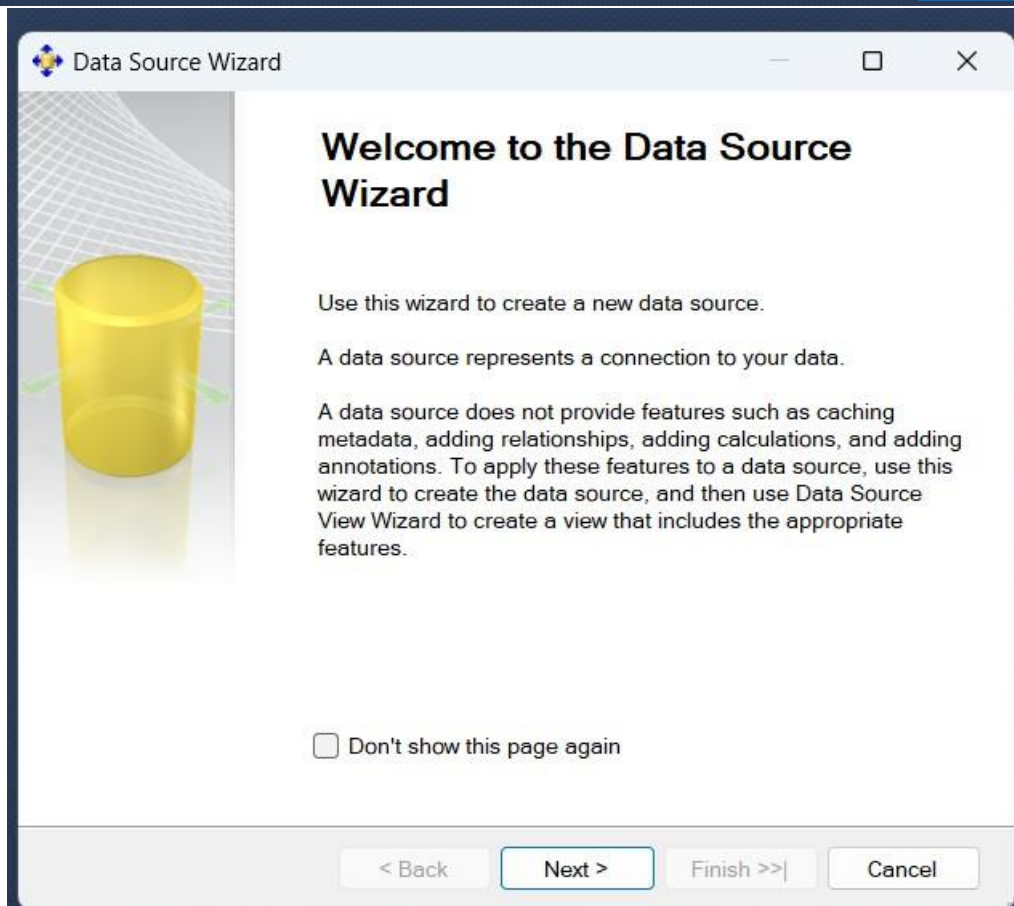 Data Source Wizard
Welcome to the Data Source
Wizard
Use this wizard to create a new data source.
A data source represents a connection to your data.
A data source does not provide features such as caching
metadata, adding relationships, adding calculations, and adding
annotations. To apply these features to a data source, use this
wizard to create the data source, and then use Data Source
View Wizard to create a view that includes the appropriate
features.
Don't show this page again
< Back Next > Finish >>| Cancel